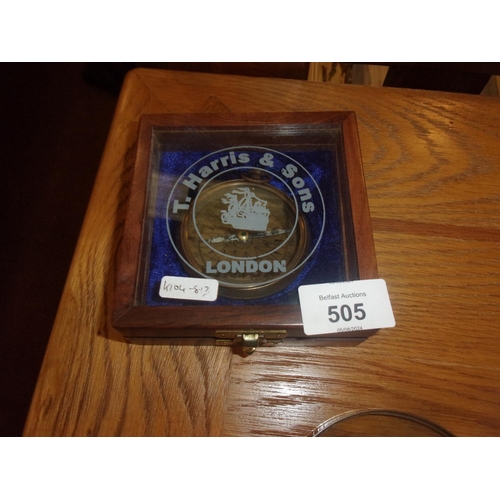 T. Harris & Sons
LONDON
Belfast Auctions
505